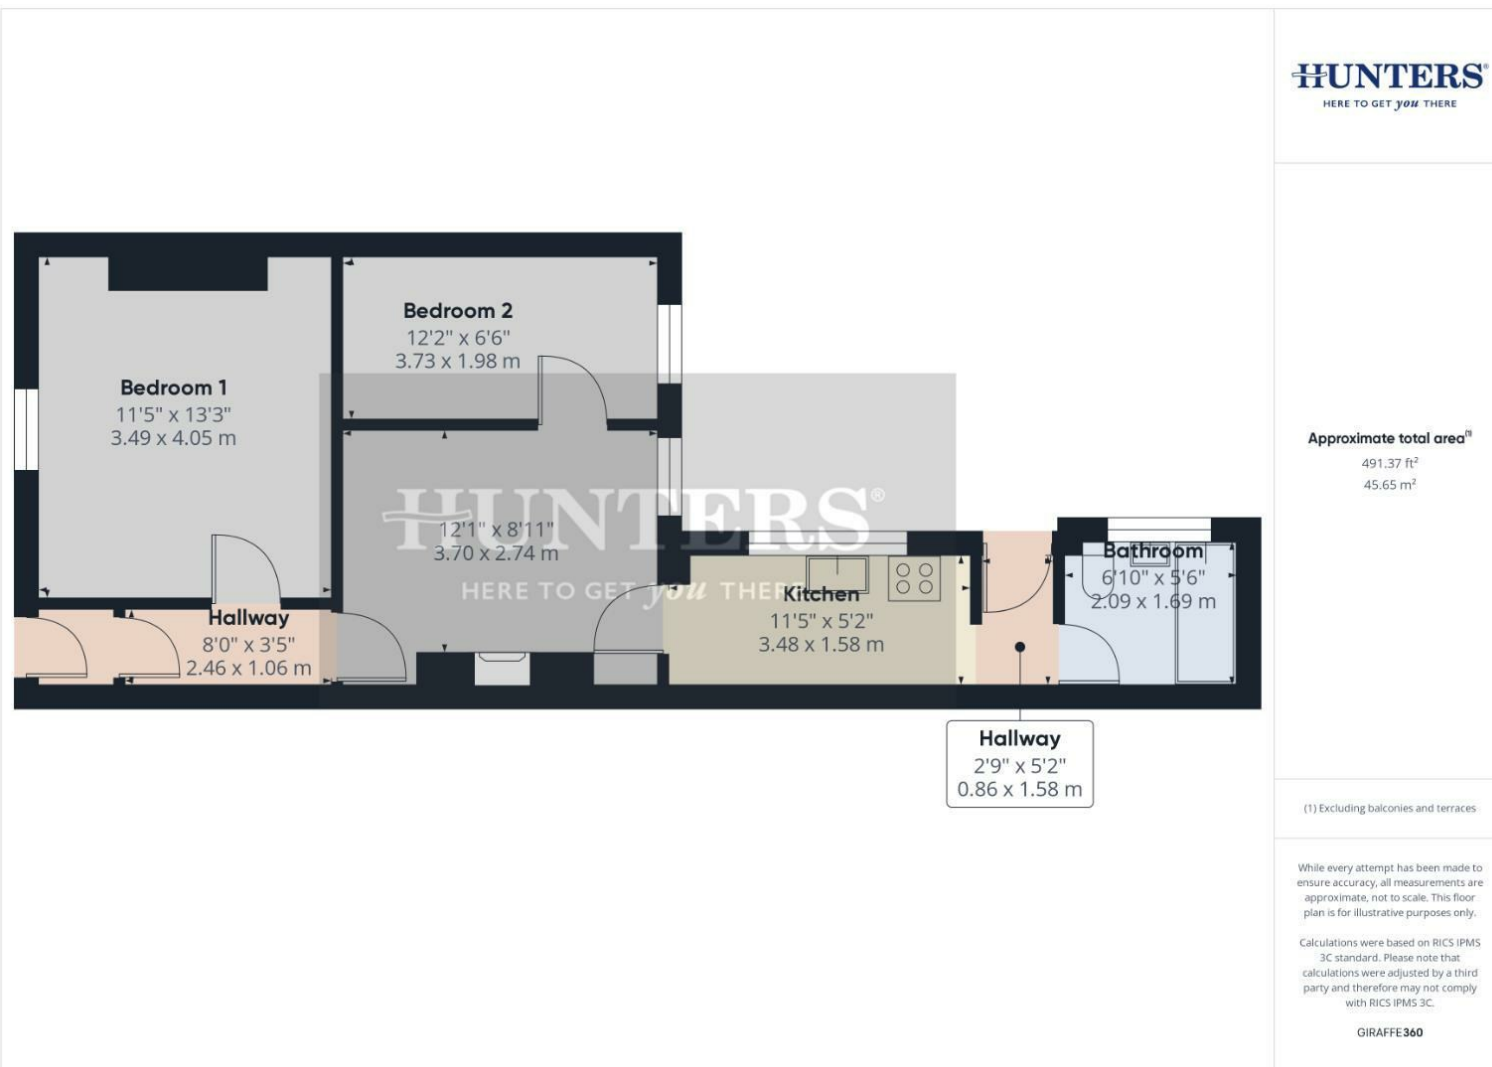 HUNTERS®
HERE TO GET you THERE
Bedroom 2
12'2" x 6'6"
3.73 x 1.98 m
Bedroom 1
11'5" x 13'3"
3.49 x 4.05 m
Approximate total area(1)
491.37 ft²
45.65 m²
HUNTERS®
HERE TO GET you THERE
12'1" x 8'11"
3.70 x 2.74 m
Bathroom
6'10" x 5'6"
2.09 x 1.69 m
Kitchen
11'5" x 5'2"
3.48 x 1.58 m
Hallway
8'0" x 3'5"
2.46 x 1.06 m
Hallway
2'9" x 5'2"
0.86 x 1.58 m
(1) Excluding balconies and terraces
While every attempt has been made to
ensure accuracy, all measurements are
approximate, not to scale. This floor
plan is for illustrative purposes only.
Calculations were based on RICS IPMS
3C standard. Please note that
calculations were adjusted by a third
party and therefore may not comply
with RICS IPMS 3C.
GIRAFFE360